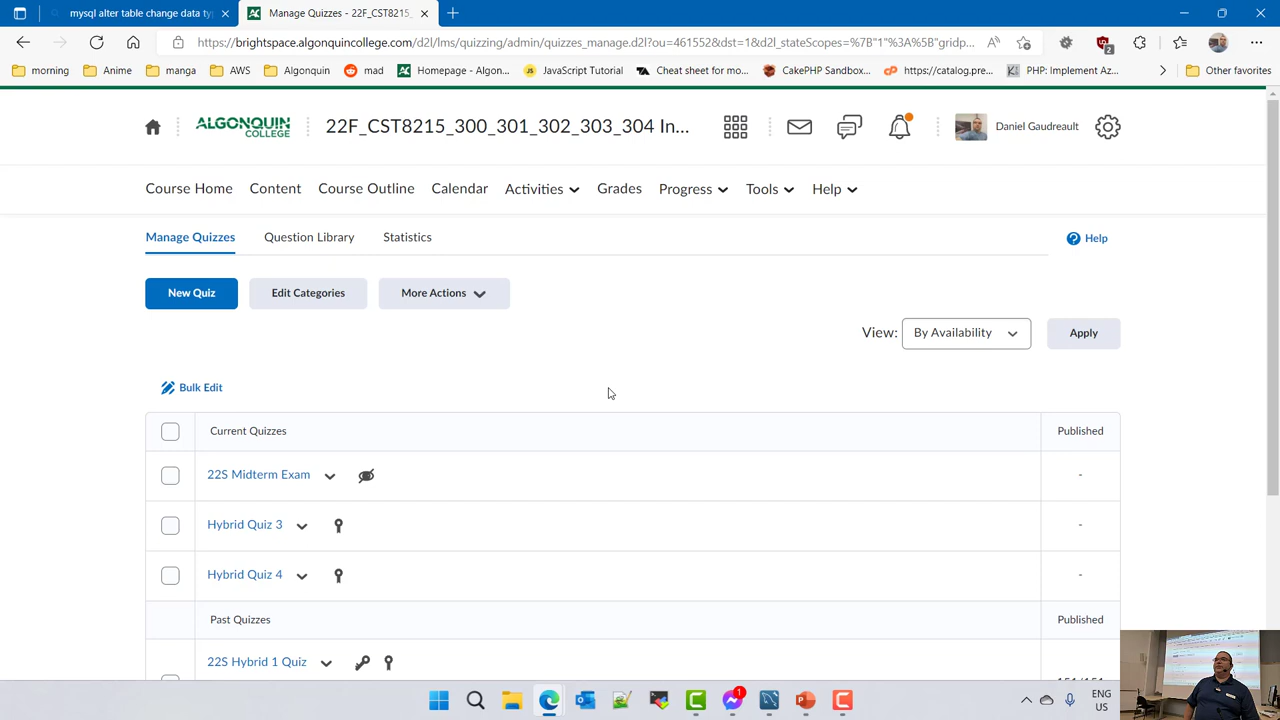 mysql alter table change data ty
Manage Quizzes - 22F_CST8215_
https://brightspace.algonquincollege.com/d2l/lms/quizzing/admin/quizzes_manage.d2l?ou=461552&dst=1&d2l_stateScopes=%7B"1"%3A%5B"gridp...
morning
Anime
manga
AWS
Algonquin
mad
Homepage - Algon...
JavaScript Tutorial
Cheat sheet for mo...
CakePHP Sandbox...
https://catalog.pre...
PHP: Implement Az...
Other favorites
ALGONQUIN COLLEGE
22F_CST8215_300_301_302_303_304 In...
Daniel Gaudreault
Course Home Content Course Outline Calendar Activities Grades Progress Tools Help
Manage Quizzes Question Library Statistics
Help
New Quiz Edit Categories More Actions
View: By Availability Apply
Bulk Edit
Current Quizzes Published
22S Midterm Exam -
Hybrid Quiz 3 -
Hybrid Quiz 4 -
Past Quizzes Published
22S Hybrid 1 Quiz
151/151
ENG
US